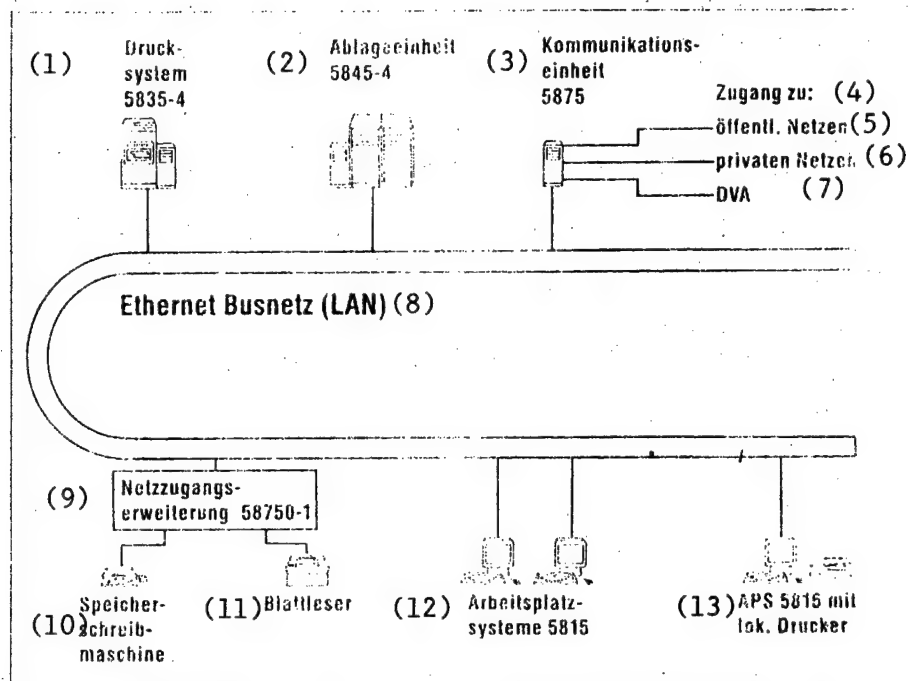 (1) Druck-
system
5835-4
(2) Ablageeinheit
5845-4
(3) Kommunikations-
einheit
5875
Zugang zu: (4)
öffentl. Netzen (5)
privaten Netzen (6)
DVA (7)
Ethernet Busnetz (LAN) (8)
(9) Netzzugangs-
erweiterung 58750-1
(10) Speicher-
schreib-
maschine
(11) Blattleser
(12) Arbeitsplatz-
systeme 5815
(13) APS 5815 mit
lok. Drucker